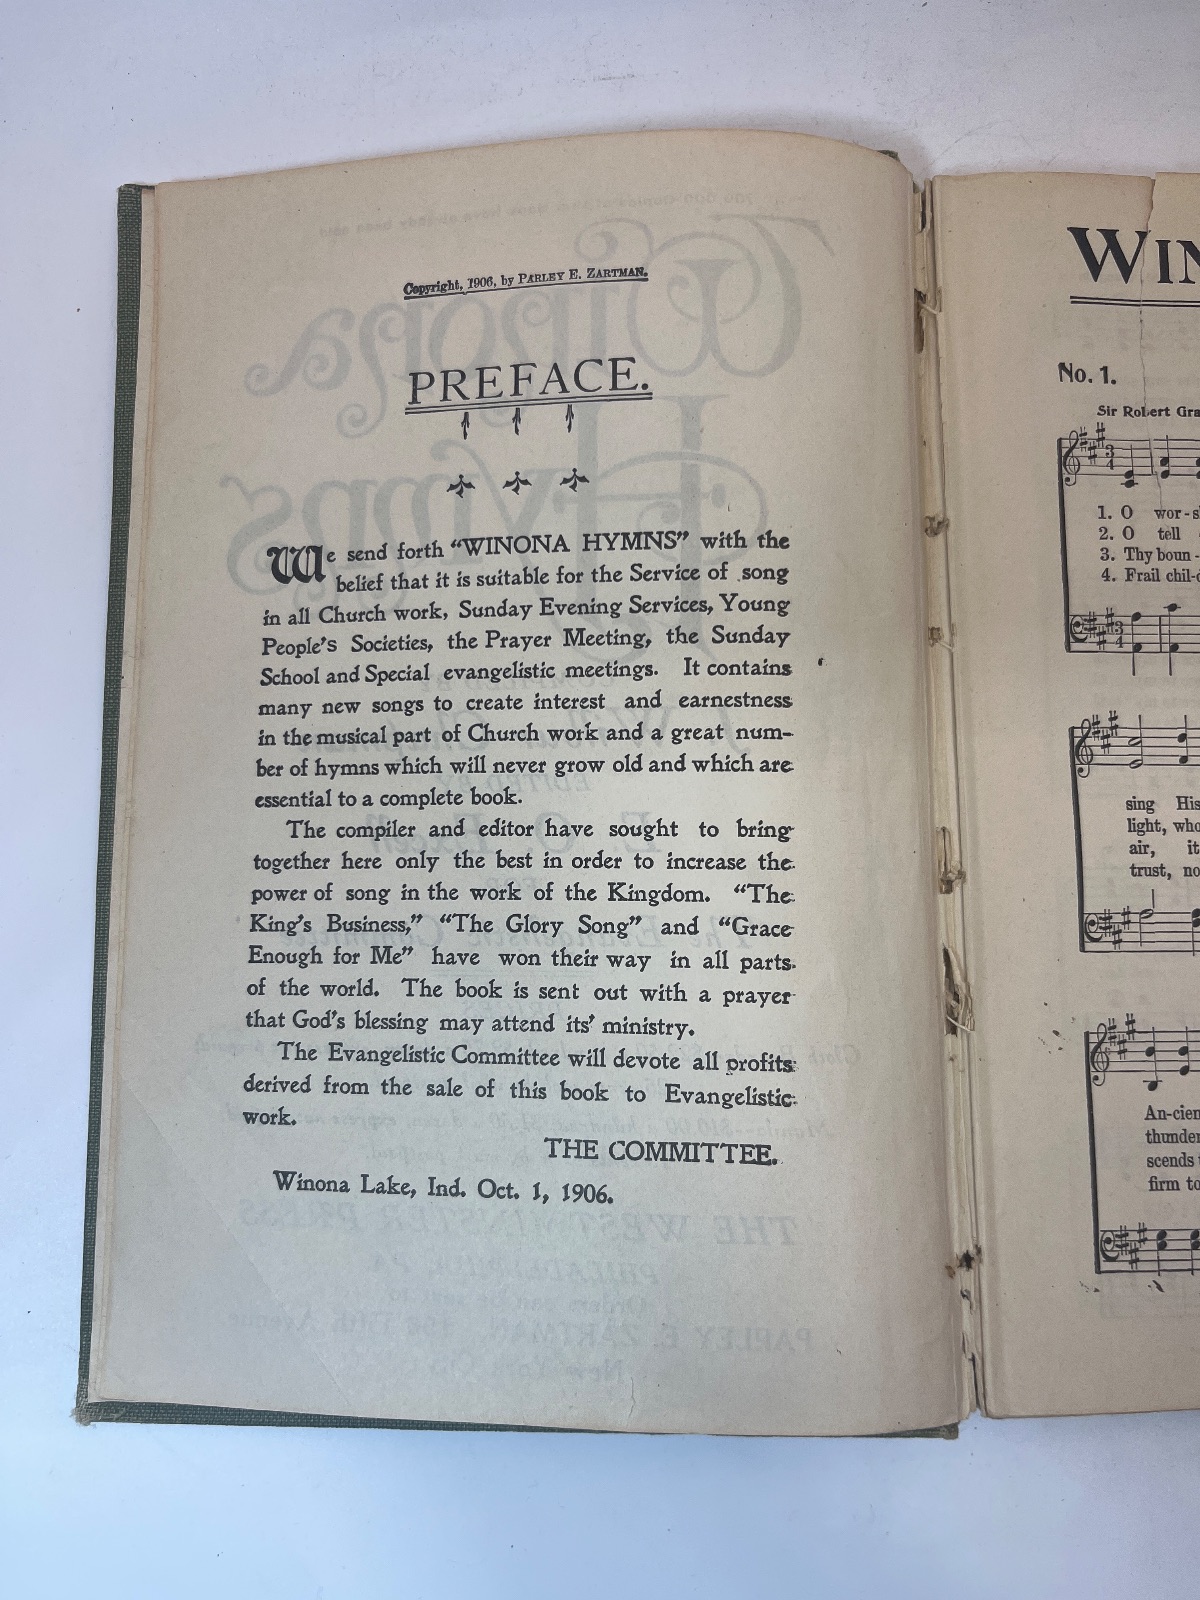 Copyright, 1906, by PARLEY E. ZARTMAN.
PREFACE.
We send forth “WINONA HYMNS” with the
belief that it is suitable for the Service of song
in all Church work, Sunday Evening Services, Young
People's Societies, the Prayer Meeting, the Sunday
School and Special evangelistic meetings. It contains
many new songs to create interest and earnestness
in the musical part of Church work and a great num-
ber of hymns which will never grow old and which are
essential to a complete book.
The compiler and editor have sought to bring
together here only the best in order to increase the
power of song in the work of the Kingdom. “The
King's Business,” “The Glory Song” and “Grace
Enough for Me” have won their way in all parts
of the world. The book is sent out with a prayer
that God's blessing may attend its' ministry.
The Evangelistic Committee will devote all profits
derived from the sale of this book to Evangelistic
work.
THE COMMITTEE.
Winona Lake, Ind. Oct. 1, 1906.
WIN
No. 1.
Sir Robert Gra
1. O wor-s
2. O tell
3. Thy boun -
4. Frail chil-d
sing His
light, who
air, it
trust, no
An-cien
thunder
scends t
firm to